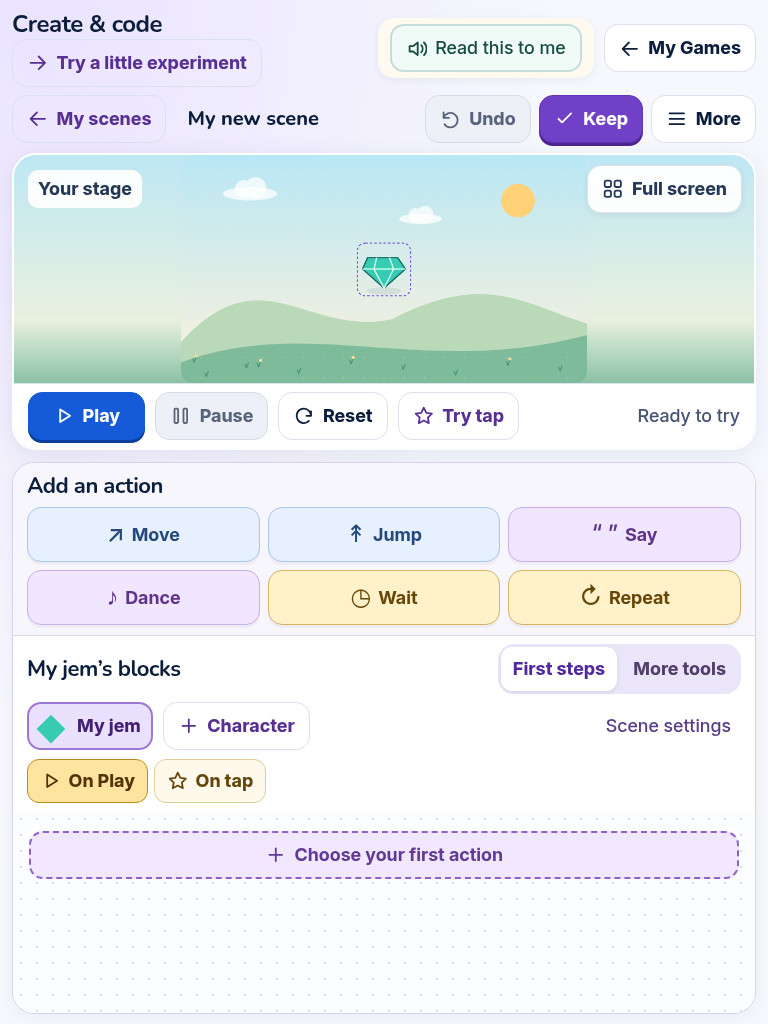 Create & code
Try a little experiment
Read this to me
My Games
My scenes
My new scene
Undo
Keep
More
Your stage
Full screen
Play
Pause
Reset
Try tap
Ready to try
Add an action
Move
Jump
“ ” Say
♪ Dance
Wait
Repeat
My jem’s blocks
First steps
More tools
My jem
Character
Scene settings
On Play
On tap
Choose your first action